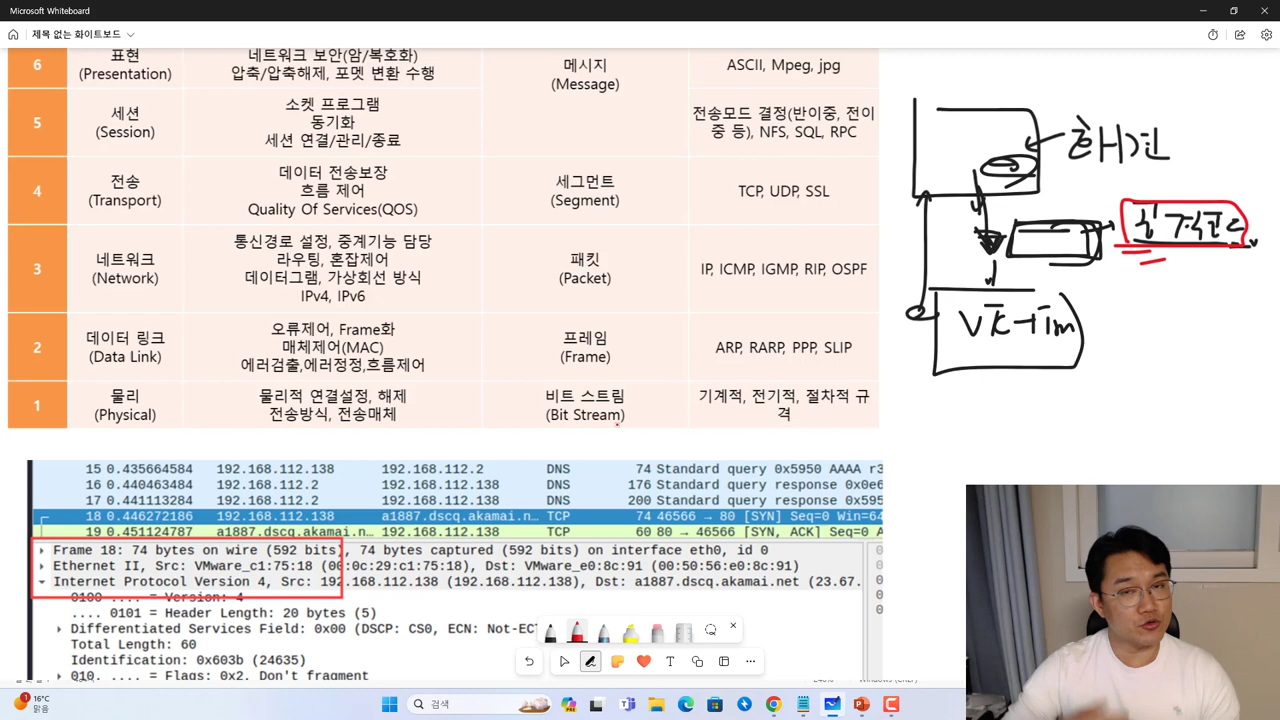 Microsoft Whiteboard
제목 없는 화이트보드
6
표현
(Presentation)
네트워크 보안(암/복호화)
압축/압축해제, 포멧 변환 수행
메시지
(Message)
ASCII, Mpeg, jpg
5
세션
(Session)
소켓 프로그램
동기화
세션 연결/관리/종료
전송모드 결정(반이중, 전이
중 등), NFS, SQL, RPC
4
전송
(Transport)
데이터 전송보장
흐름 제어
Quality Of Services(QOS)
세그먼트
(Segment)
TCP, UDP, SSL
3
네트워크
(Network)
통신경로 설정, 중계기능 담당
라우팅, 혼잡제어
데이터그램, 가상회선 방식
IPv4, IPv6
패킷
(Packet)
IP, ICMP, IGMP, RIP, OSPF
2
데이터 링크
(Data Link)
오류제어, Frame화
매체제어(MAC)
에러검출,에러정정,흐름제어
프레임
(Frame)
ARP, RARP, PPP, SLIP
1
물리
(Physical)
물리적 연결설정, 해제
전송방식, 전송매체
비트 스트림
(Bit Stream)
기계적, 전기적, 절차적 규
격
15 0.435664584 192.168.112.138 192.168.112.2 DNS 74 Standard query 0x5950 AAAA r3
16 0.440463484 192.168.112.2 192.168.112.138 DNS 176 Standard query response 0x0e6
17 0.441113284 192.168.112.2 192.168.112.138 DNS 200 Standard query response 0x595
18 0.446272186 192.168.112.138 a1887.dscq.akamai.n… TCP 74 46566 → 80 [SYN] Seq=0 Win=64
19 0.451124787 a1887.dscq.akamai.n… 192.168.112.138 TCP 60 80 → 46566 [SYN, ACK] Seq=0
Frame 18: 74 bytes on wire (592 bits), 74 bytes captured (592 bits) on interface eth0, id 0
Ethernet II, Src: VMware_c1:75:18 (00:0c:29:c1:75:18), Dst: VMware_e0:8c:91 (00:50:56:e0:8c:91)
Internet Protocol Version 4, Src: 192.168.112.138 (192.168.112.138), Dst: a1887.dscq.akamai.net (23.67.
0100 .... = Version: 4
.... 0101 = Header Length: 20 bytes (5)
Differentiated Services Field: 0x00 (DSCP: CS0, ECN: Not-EC
Total Length: 60
Identification: 0x603b (24635)
010. .... = Flags: 0x2, Don't fragment
16°C
맑음
검색